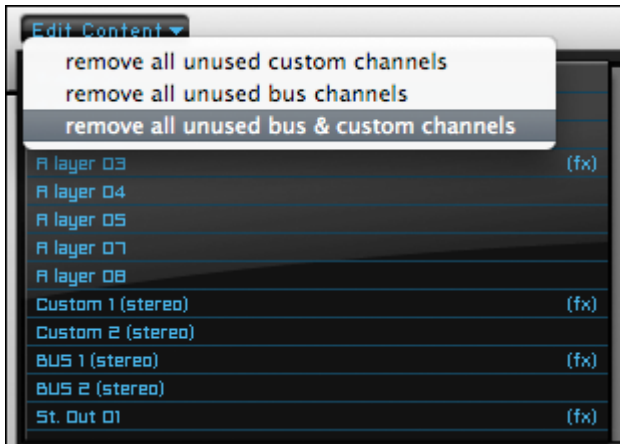 Edit Content
remove all unused custom channels
remove all unused bus channels
remove all unused bus & custom channels
A layer 03 (fx)
A layer 04
A layer 05
A layer 07
A layer 08
Custom 1 (stereo) (fx)
Custom 2 (stereo)
BUS 1 (stereo) (fx)
BUS 2 (stereo)
St. Out 01 (fx)